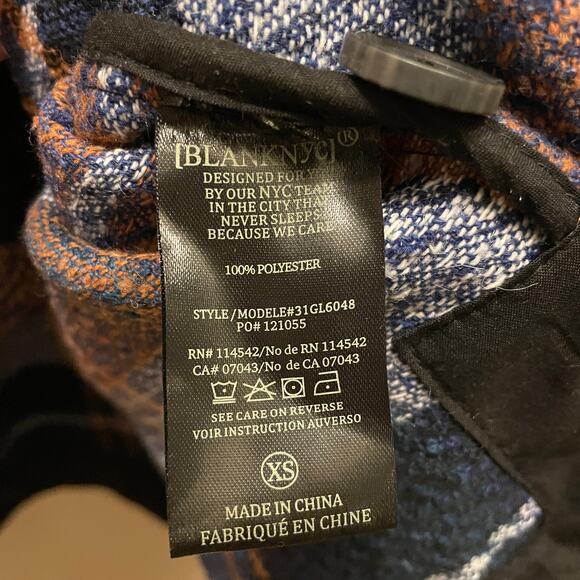 [BLANKNYC]®
DESIGNED FOR
BY OUR NYC TEAM
IN THE CITY THAT
NEVER SLEEPS
BECAUSE WE CARE
100% POLYESTER
STYLE/MODELE#31GL6048
PO# 121055
RN# 114542/No de RN 114542
CA# 07043/No de CA 07043
SEE CARE ON REVERSE
VOIR INSTRUCTION AUVERSO
XS
MADE IN CHINA
FABRIQUÉ EN CHINE